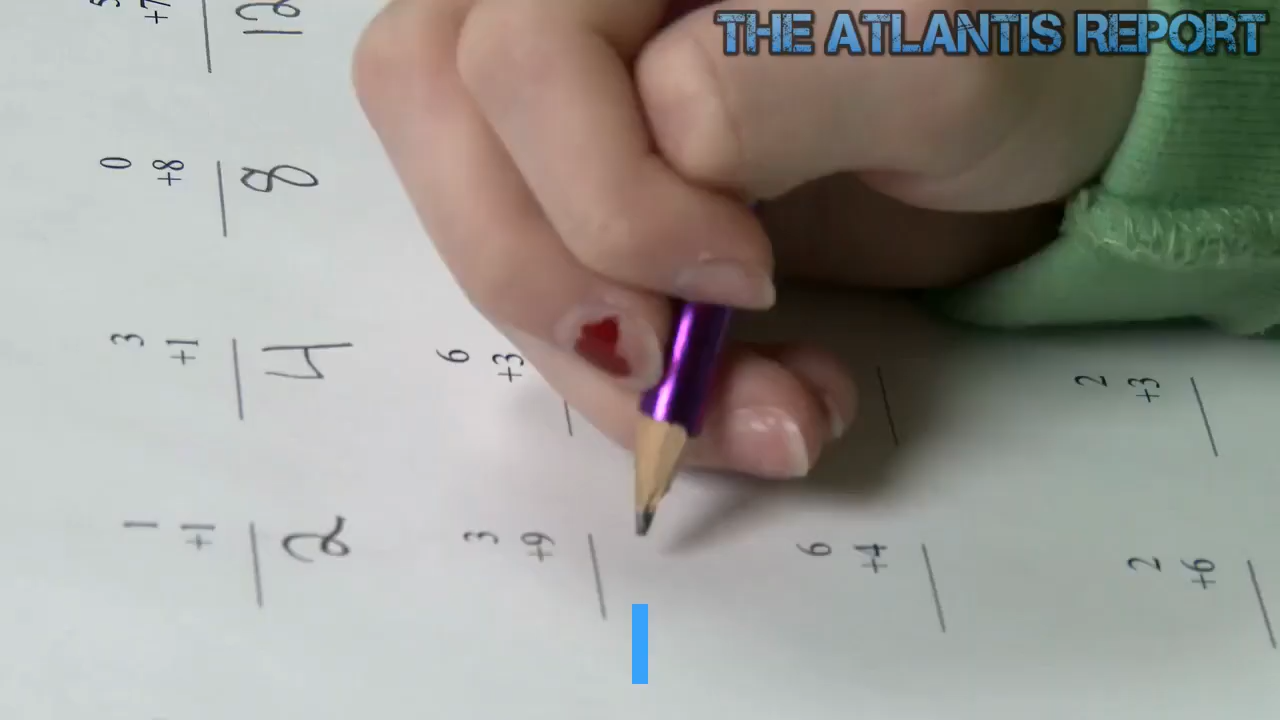 THE ATLANTIS REPORT
1 3 0 5
+1 +1 +8 +7
2 4 8 12
3 6
+9 +3
6
+4
2 2
+6 +3